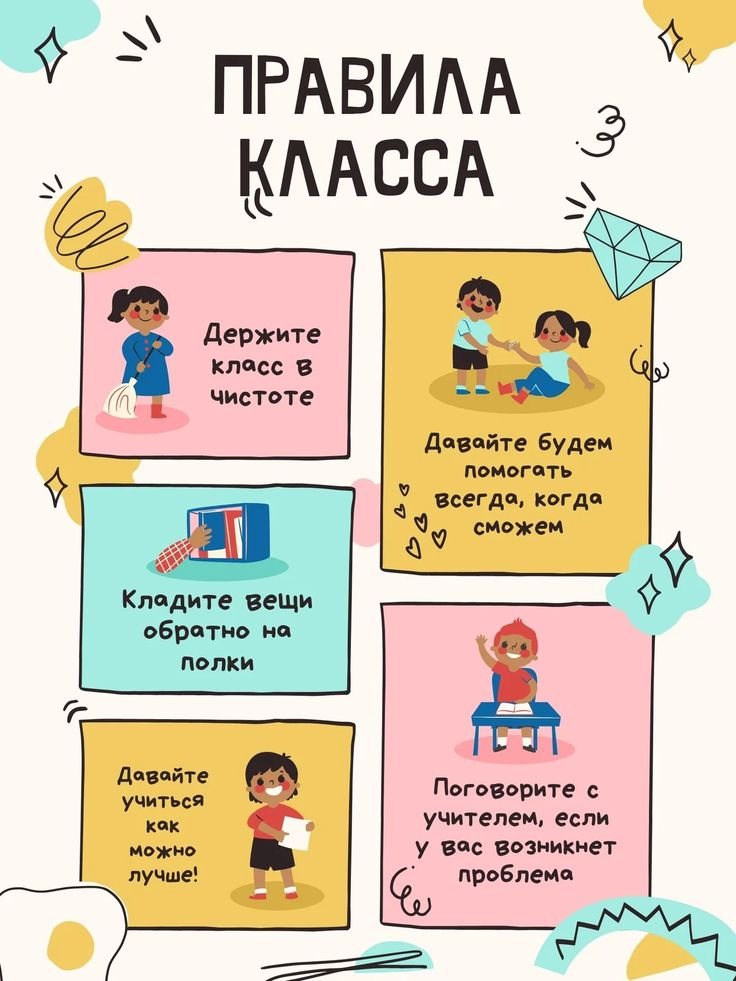 ПРАВИЛА
КЛАССА
Держите
класс в
чистоте
Давайте будем
помогать
всегда, когда
сможем
Кладите вещи
обратно на
полки
Поговорите с
учителем, если
у вас возникнет
проблема
Давайте
учиться
как
можно
лучше!